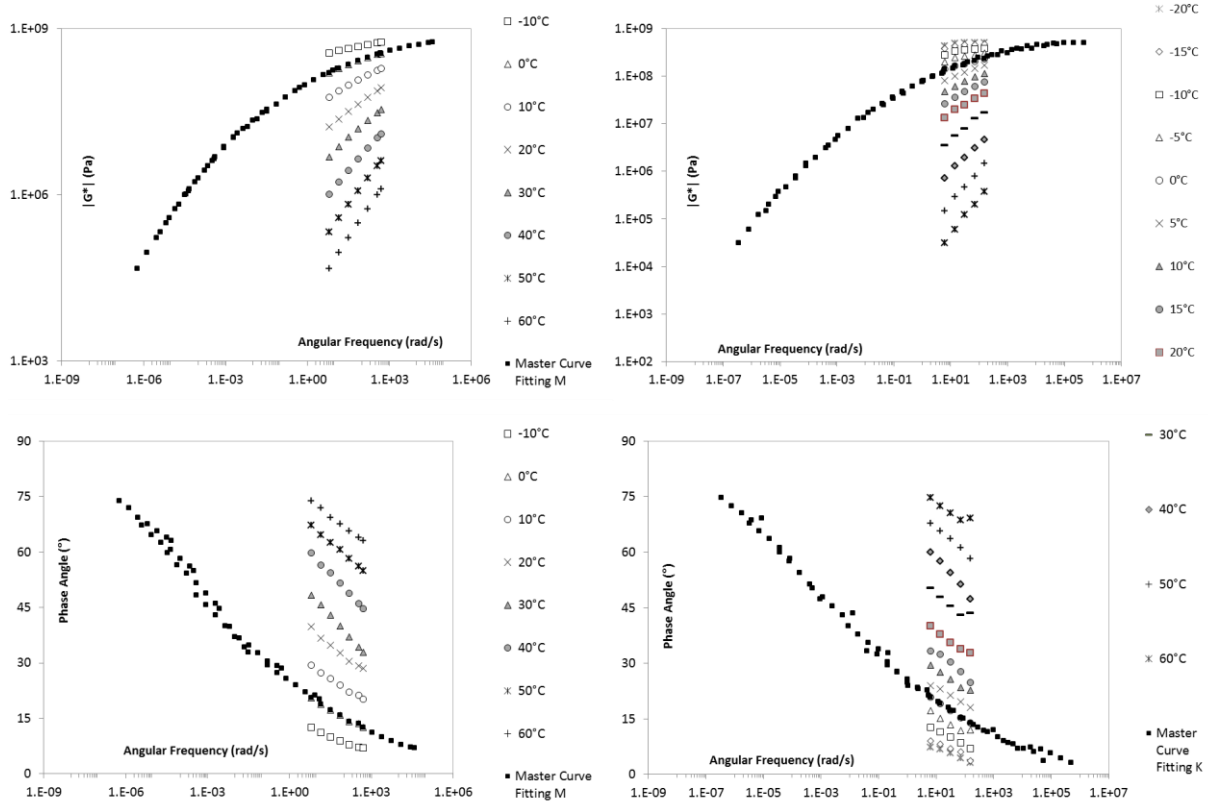 1.E+09
1.E+06
1.E+03
|G*| (Pa)
Angular Frequency (rad/s)
1.E-09 1.E-06 1.E-03 1.E+00 1.E+03 1.E+06
-10°C
0°C
10°C
20°C
30°C
40°C
50°C
60°C
Master Curve
Fitting M
1.E+09
1.E+08
1.E+07
1.E+06
1.E+05
1.E+04
1.E+03
1.E+02
|G*| (Pa)
Angular Frequency (rad/s)
1.E-09 1.E-07 1.E-05 1.E-03 1.E-01 1.E+01 1.E+03 1.E+05 1.E+07
-20°C
-15°C
-10°C
-5°C
0°C
5°C
10°C
15°C
20°C
90
75
60
45
30
15
0
Phase Angle (°)
Angular Frequency (rad/s)
1.E-09 1.E-06 1.E-03 1.E+00 1.E+03 1.E+06
-10°C
0°C
10°C
20°C
30°C
40°C
50°C
60°C
Master Curve
Fitting M
90
75
60
45
30
15
0
Phase Angle (°)
Angular Frequency (rad/s)
1.E-09 1.E-07 1.E-05 1.E-03 1.E-01 1.E+01 1.E+03 1.E+05 1.E+07
30°C
40°C
50°C
60°C
Master
Curve
Fitting K